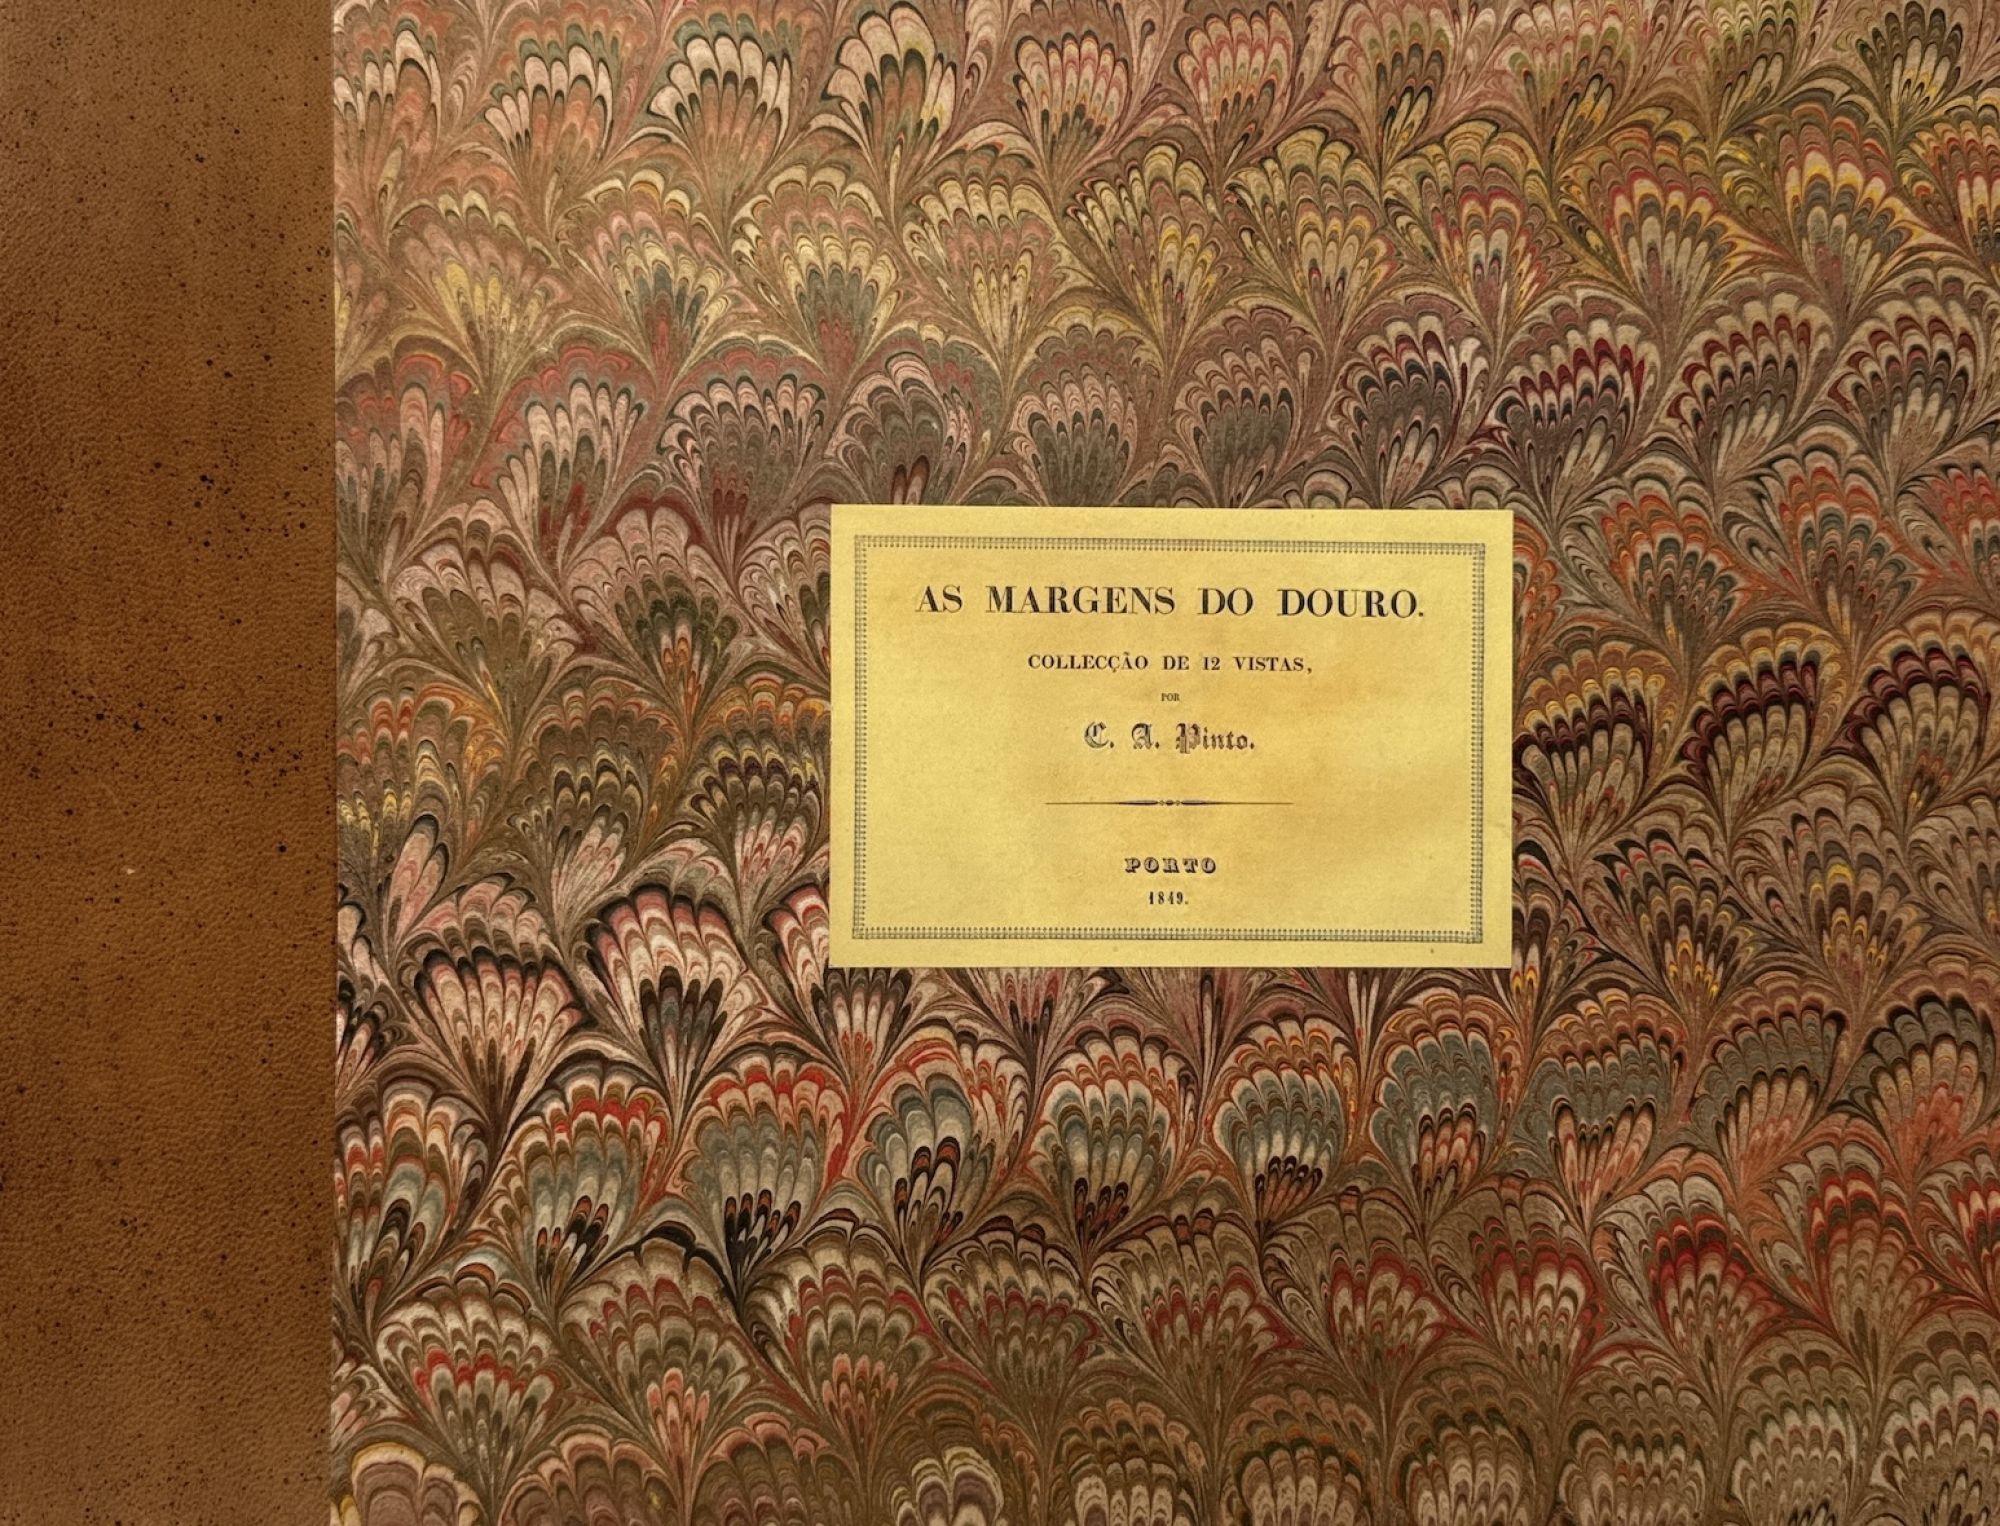 AS MARGENS DO DOURO.
COLLECÇÃO DE 12 VISTAS,
POR
C. A. Pinto.
PORTO
1849.